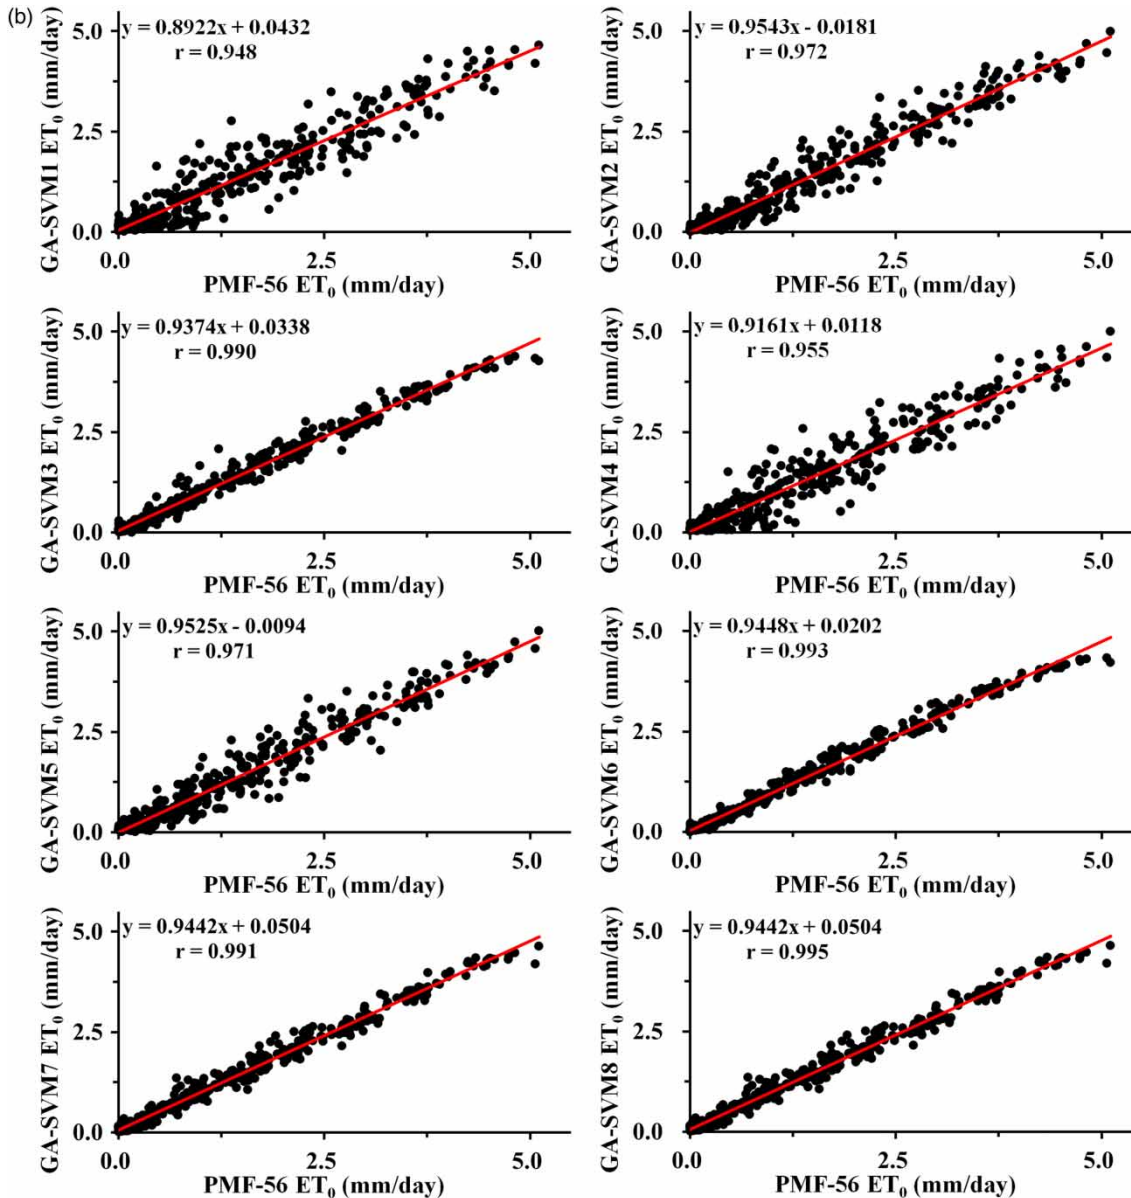 (b)
y = 0.8922x + 0.0432
r = 0.948
5.0
2.5
0.0
GA-SVM1 ET₀ (mm/day)
0.0 2.5 5.0
PMF-56 ET₀ (mm/day)
y = 0.9543x - 0.0181
r = 0.972
5.0
2.5
0.0
GA-SVM2 ET₀ (mm/day)
0.0 2.5 5.0
PMF-56 ET₀ (mm/day)
y = 0.9374x + 0.0338
r = 0.990
5.0
2.5
0.0
GA-SVM3 ET₀ (mm/day)
0.0 2.5 5.0
PMF-56 ET₀ (mm/day)
y = 0.9161x + 0.0118
r = 0.955
5.0
2.5
0.0
GA-SVM4 ET₀ (mm/day)
0.0 2.5 5.0
PMF-56 ET₀ (mm/day)
y = 0.9525x - 0.0094
r = 0.971
5.0
2.5
0.0
GA-SVM5 ET₀ (mm/day)
0.0 2.5 5.0
PMF-56 ET₀ (mm/day)
y = 0.9448x + 0.0202
r = 0.993
5.0
2.5
0.0
GA-SVM6 ET₀ (mm/day)
0.0 2.5 5.0
PMF-56 ET₀ (mm/day)
y = 0.9442x + 0.0504
r = 0.991
5.0
2.5
0.0
GA-SVM7 ET₀ (mm/day)
0.0 2.5 5.0
PMF-56 ET₀ (mm/day)
y = 0.9442x + 0.0504
r = 0.995
5.0
2.5
0.0
GA-SVM8 ET₀ (mm/day)
0.0 2.5 5.0
PMF-56 ET₀ (mm/day)